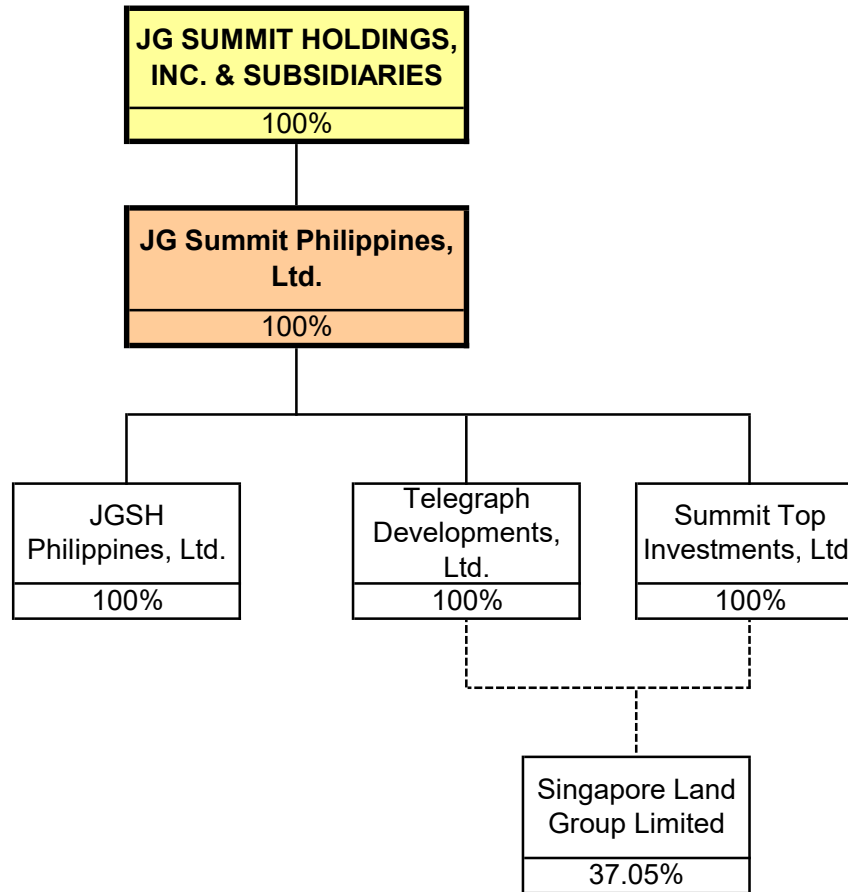 JG SUMMIT HOLDINGS,
INC. & SUBSIDIARIES
100%
JG Summit Philippines,
Ltd.
100%
JGSH
Philippines, Ltd.
100%
Telegraph
Developments,
Ltd.
100%
Summit Top
Investments, Ltd
100%
Singapore Land
Group Limited
37.05%